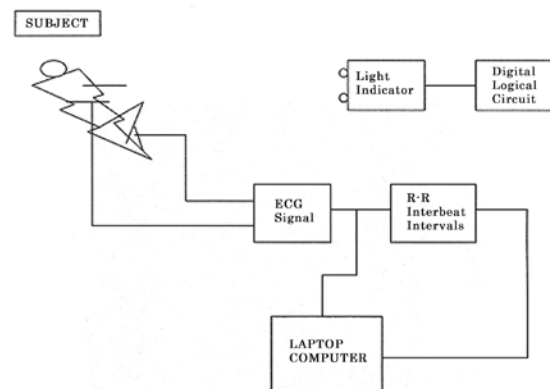 SUBJECT
Light
Indicator
Digital
Logical
Circuit
ECG
Signal
R-R
Interbeat
Intervals
LAPTOP
COMPUTER